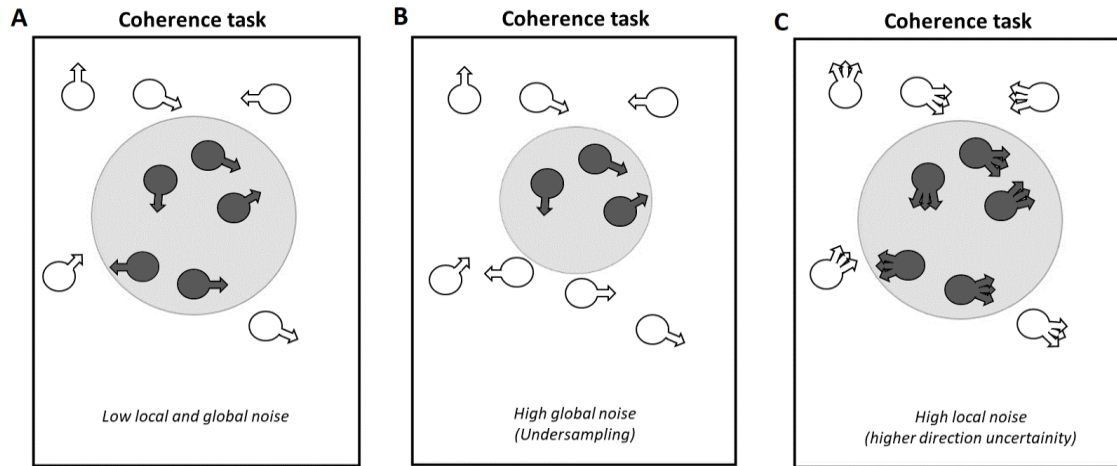 A
Coherence task
Low local and global noise
B
Coherence task
High global noise
(Undersampling)
C
Coherence task
High local noise
(higher direction uncertainity)